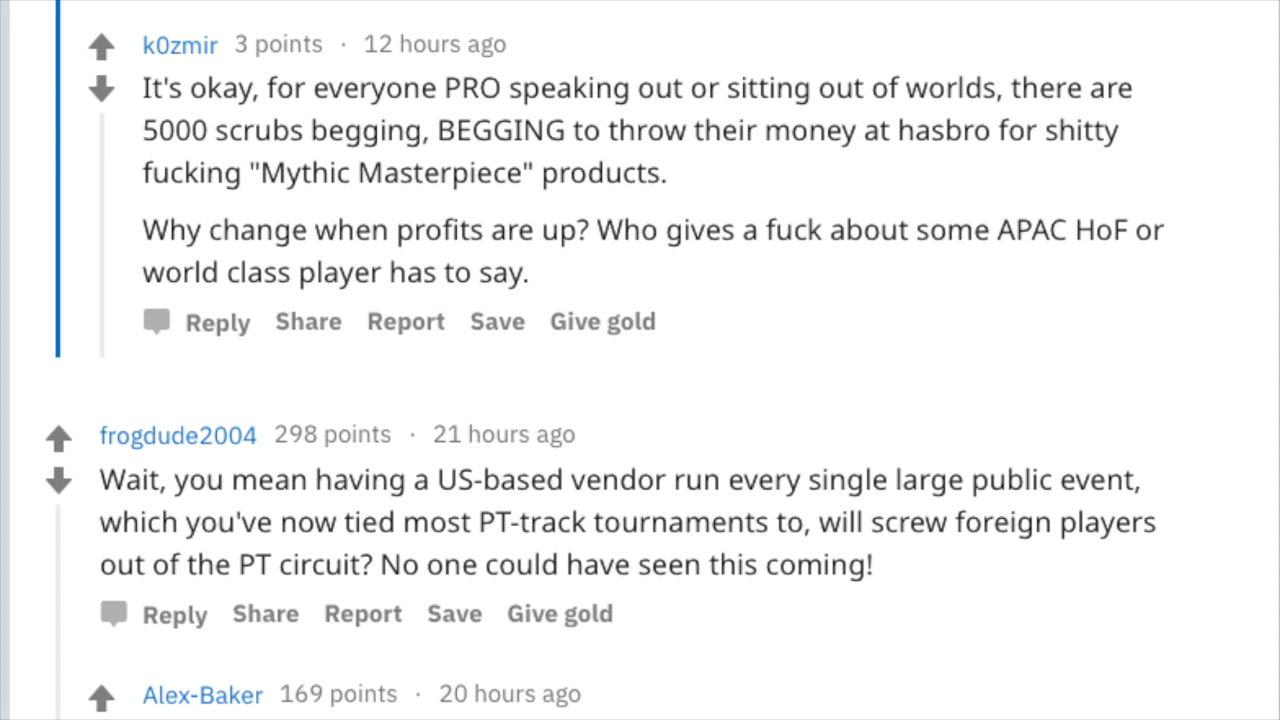 k0zmir 3 points · 12 hours ago
It's okay, for everyone PRO speaking out or sitting out of worlds, there are
5000 scrubs begging, BEGGING to throw their money at hasbro for shitty
fucking "Mythic Masterpiece" products.
Why change when profits are up? Who gives a fuck about some APAC HoF or
world class player has to say.
Reply Share Report Save Give gold
frogdude2004 298 points · 21 hours ago
Wait, you mean having a US-based vendor run every single large public event,
which you've now tied most PT-track tournaments to, will screw foreign players
out of the PT circuit? No one could have seen this coming!
Reply Share Report Save Give gold
Alex-Baker 169 points · 20 hours ago